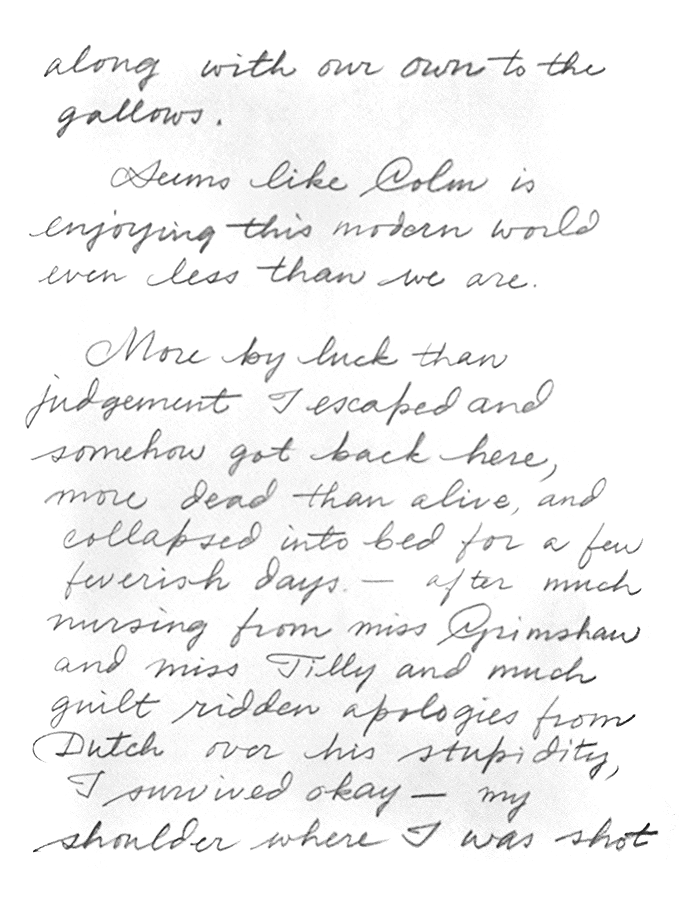 along with our own to the
gallows.
Seems like Colm is
enjoying this modern world
even less than we are.
More by luck than
judgement I escaped and
somehow got back here,
more dead than alive, and
collapsed into bed for a few
feverish days. — after much
nursing from miss Grimshaw
and miss Tilly and much
guilt ridden apologies from
Dutch over his stupidity,
I survived okay — my
shoulder where I was shot